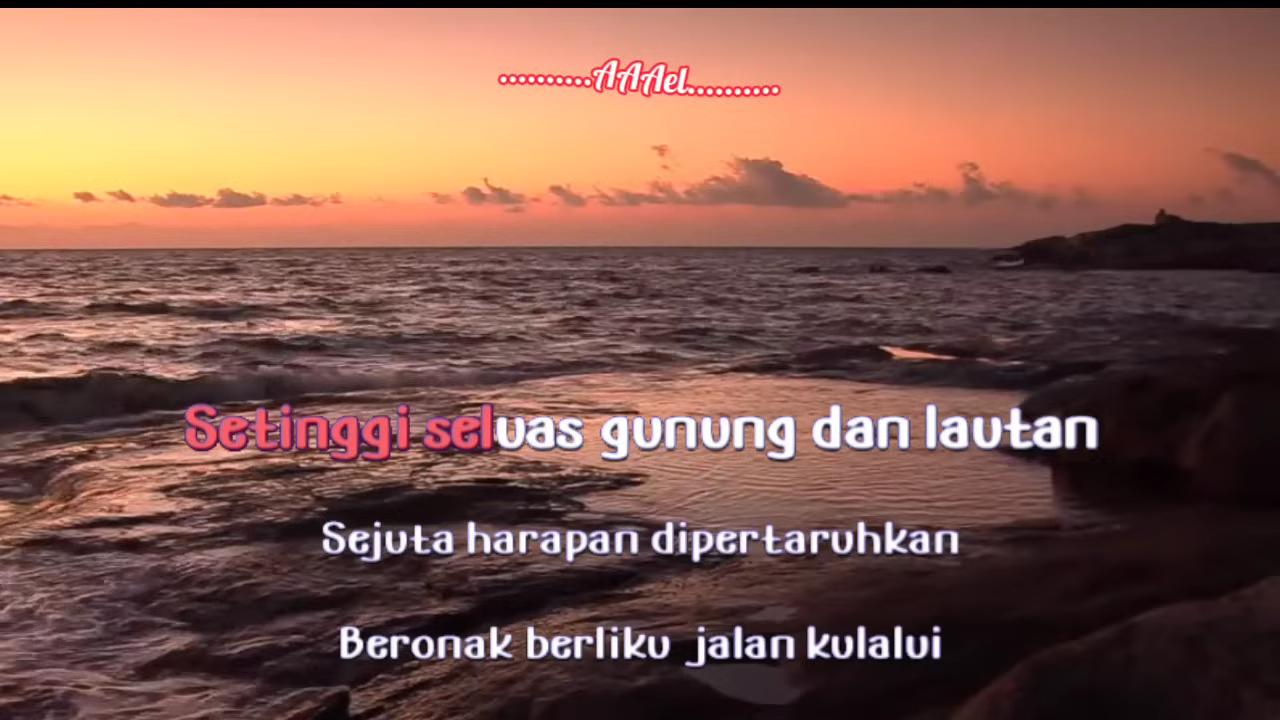 ..........AAAel..........
Setinggi seluas gunung dan lautan
Sejuta harapan dipertaruhkan
Beronak berliku jalan kulalui